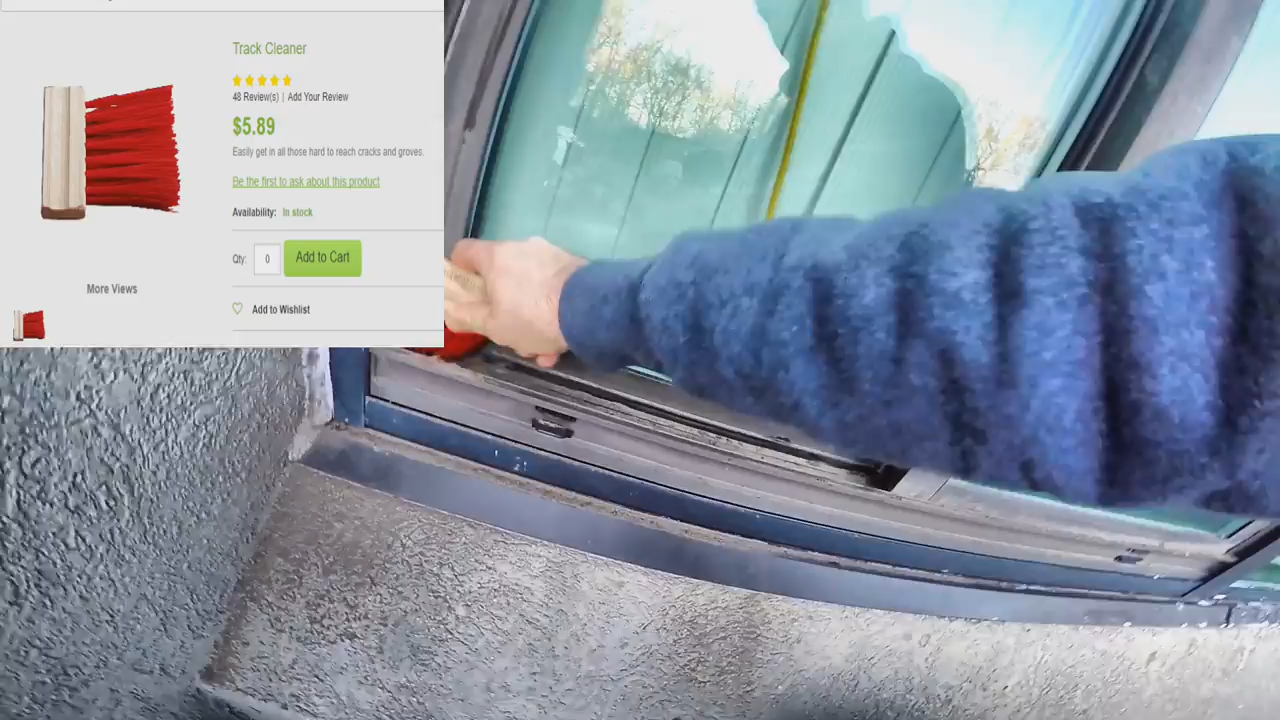 Track Cleaner
48 Review(s) | Add Your Review
$5.89
Easily get in all those hard to reach cracks and groves.
Be the first to ask about this product
Availability: In stock
Qty: 0 Add to Cart
More Views
Add to Wishlist